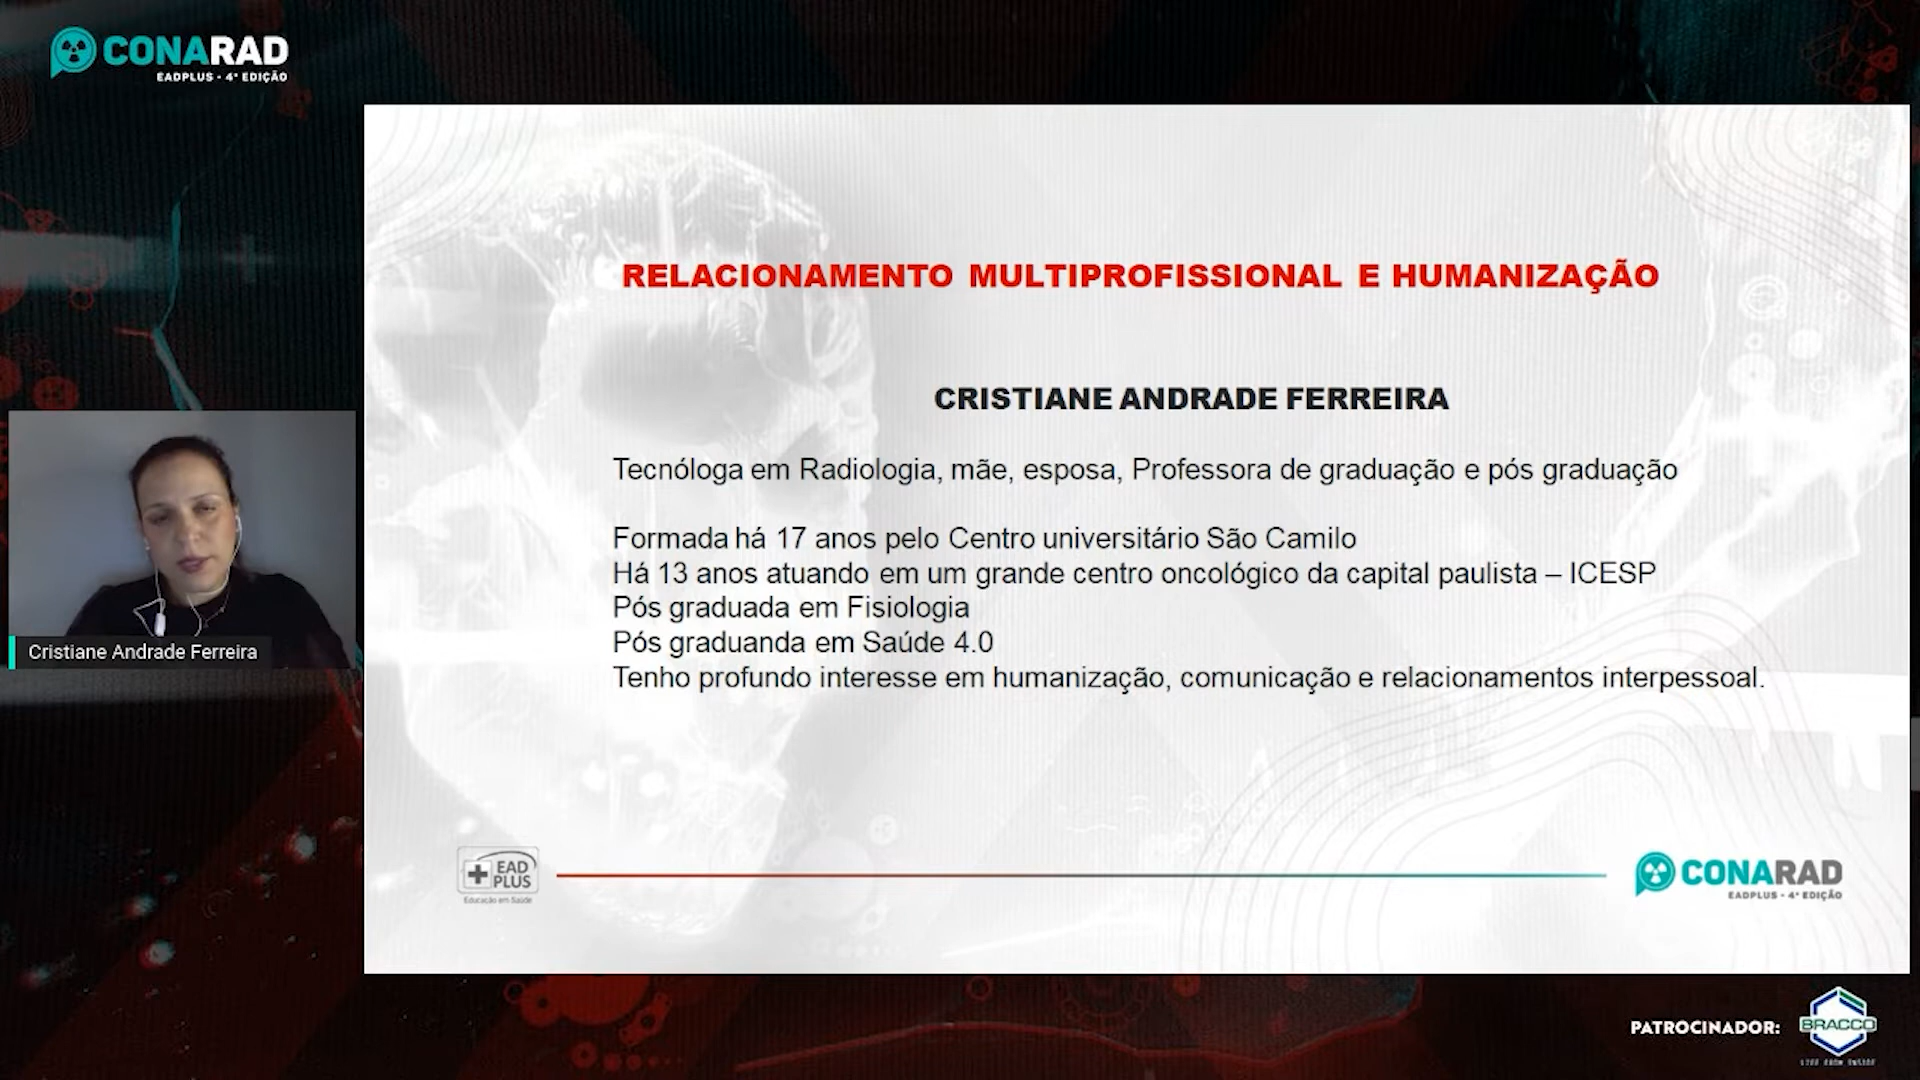 CONARAD
EADPLUS - 4ª EDIÇÃO
RELACIONAMENTO MULTIPROFISSIONAL E HUMANIZAÇÃO
CRISTIANE ANDRADE FERREIRA
Tecnóloga em Radiologia, mãe, esposa, Professora de graduação e pós graduação
Formada há 17 anos pelo Centro universitário São Camilo
Há 13 anos atuando em um grande centro oncológico da capital paulista – ICESP
Pós graduada em Fisiologia
Pós graduanda em Saúde 4.0
Tenho profundo interesse em humanização, comunicação e relacionamentos interpessoal.
Cristiane Andrade Ferreira
EAD
PLUS
Educação em Saúde
CONARAD
EADPLUS - 4ª EDIÇÃO
PATROCINADOR:
BRACCO
LIFE FROM INSIDE